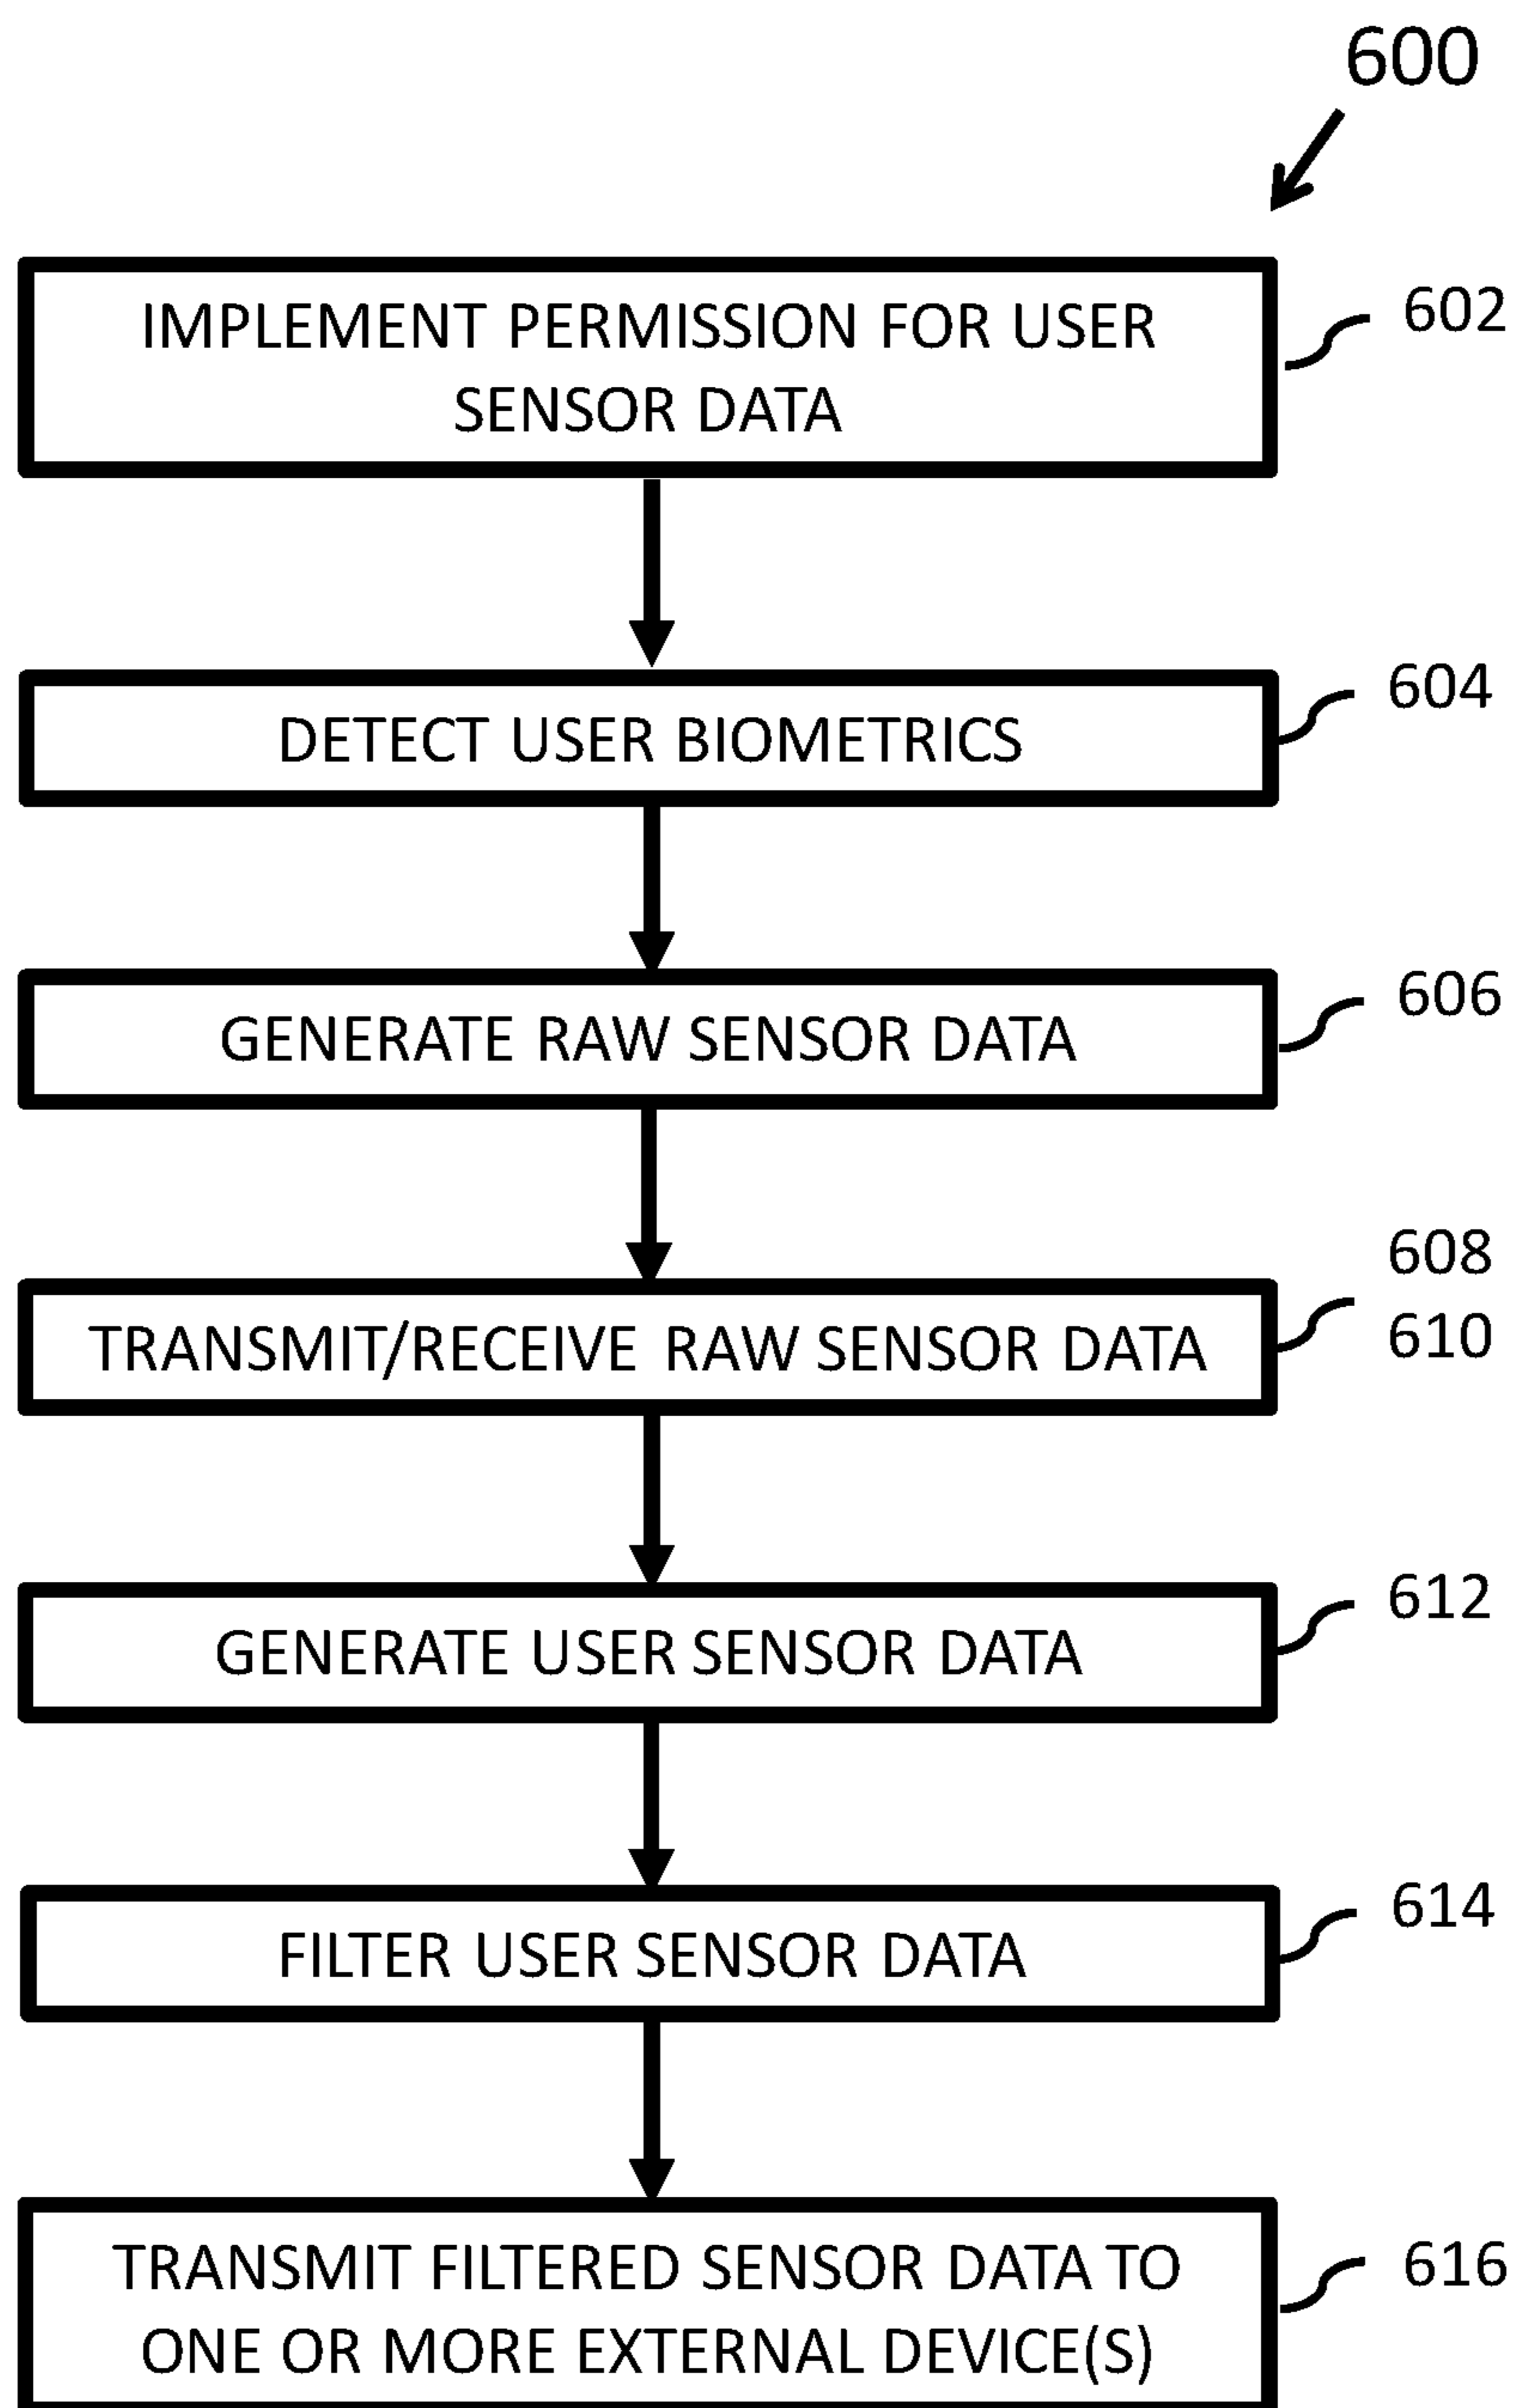 600
IMPLEMENT PERMISSION FOR USER
SENSOR DATA
602
DETECT USER BIOMETRICS
604
GENERATE RAW SENSOR DATA
606
TRANSMIT/RECEIVE RAW SENSOR DATA
608
610
GENERATE USER SENSOR DATA
612
FILTER USER SENSOR DATA
614
TRANSMIT FILTERED SENSOR DATA TO
ONE OR MORE EXTERNAL DEVICE(S)
616